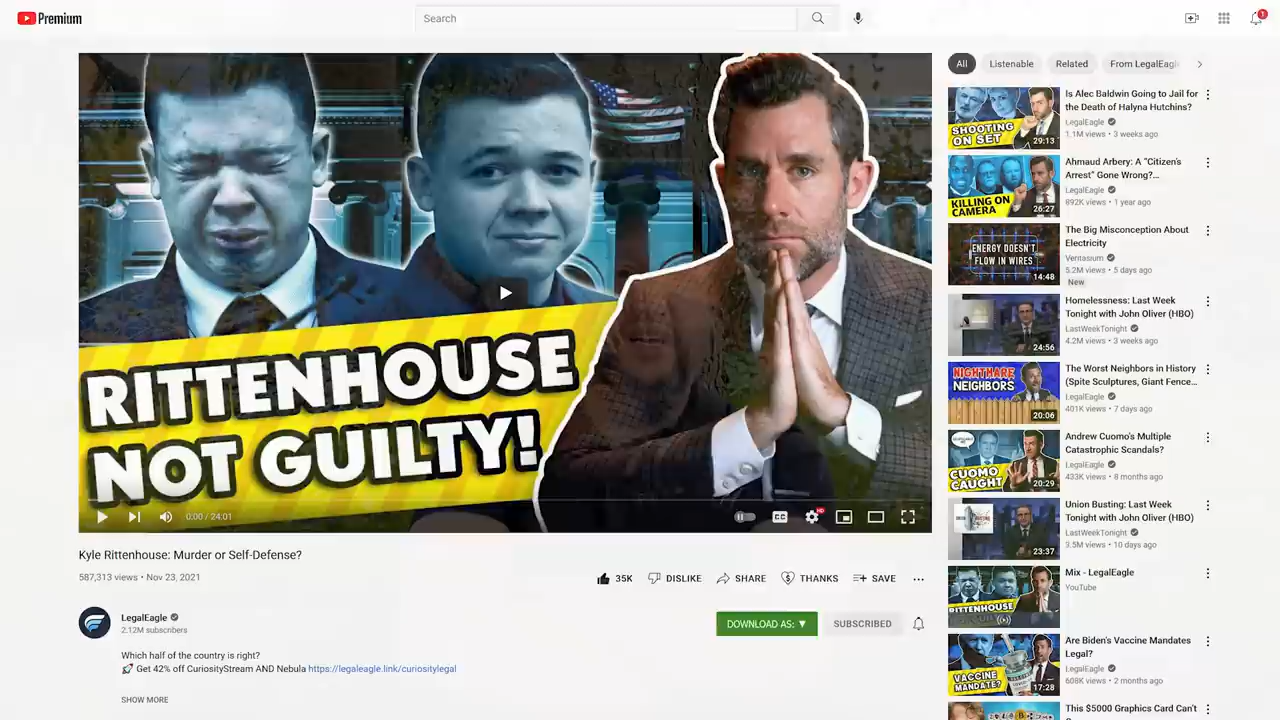 Premium
Search
1
RITTENHOUSE
NOT GUILTY!
0:00 / 24:01
CC
HD
Kyle Rittenhouse: Murder or Self-Defense?
587,313 views • Nov 23, 2021
35K
DISLIKE
SHARE
THANKS
SAVE
LegalEagle
2.12M subscribers
DOWNLOAD AS: ▼
SUBSCRIBED
Which half of the country is right?
🚀 Get 42% off CuriosityStream AND Nebula https://legaleagle.link/curiositylegal
SHOW MORE
All
Listenable
Related
From LegalEagle
SHOOTING
ON SET
29:13
Is Alec Baldwin Going to Jail for
the Death of Halyna Hutchins?
LegalEagle
1.1M views • 3 weeks ago
KILLING ON
CAMERA
26:27
Ahmaud Arbery: A “Citizen's
Arrest” Gone Wrong?...
LegalEagle
892K views • 1 year ago
ENERGY DOESN'T
FLOW IN WIRES
14:48
The Big Misconception About
Electricity
Veritasium
5.2M views • 5 days ago
New
24:56
Homelessness: Last Week
Tonight with John Oliver (HBO)
LastWeekTonight
4.2M views • 3 weeks ago
NIGHTMARE
NEIGHBORS
20:06
The Worst Neighbors in History
(Spite Sculptures, Giant Fence...
LegalEagle
401K views • 7 days ago
CUOMO
CAUGHT
20:29
Andrew Cuomo's Multiple
Catastrophic Scandals?
LegalEagle
433K views • 8 months ago
23:37
Union Busting: Last Week
Tonight with John Oliver (HBO)
LastWeekTonight
3.5M views • 10 days ago
RITTENHOUSE
Mix - LegalEagle
YouTube
VACCINE
MANDATE?
17:28
Are Biden's Vaccine Mandates
Legal?
LegalEagle
608K views • 2 months ago
This $5000 Graphics Card Can't